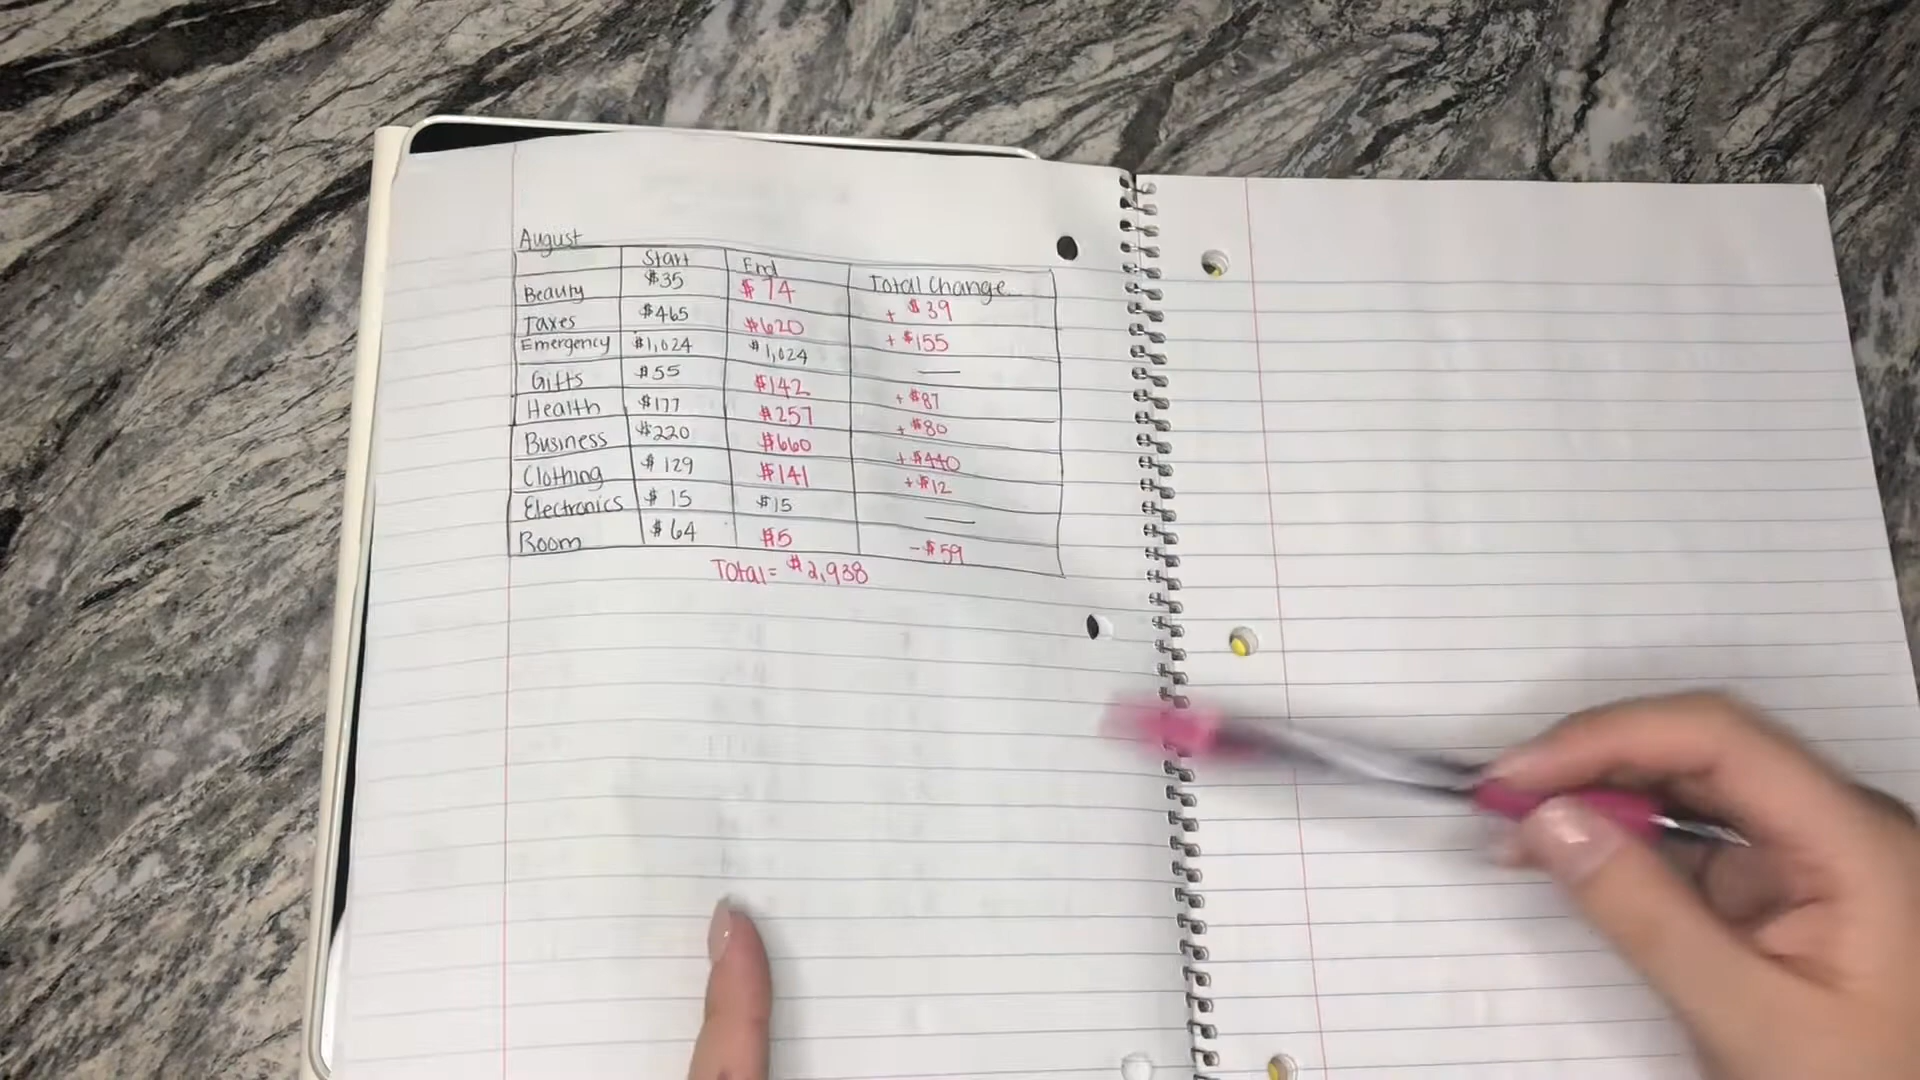 August
Start End Total Change
Beauty $35 $74 + $39
Taxes $465 $620 + $155
Emergency $1,024 $1,024 —
Gifts $55 $142 + $87
Health $177 $257 + $80
Business $220 $660 + $440
Clothing $129 $141 + $12
Electronics $15 $15 —
Room $64 $5 - $59
Total = $2,938